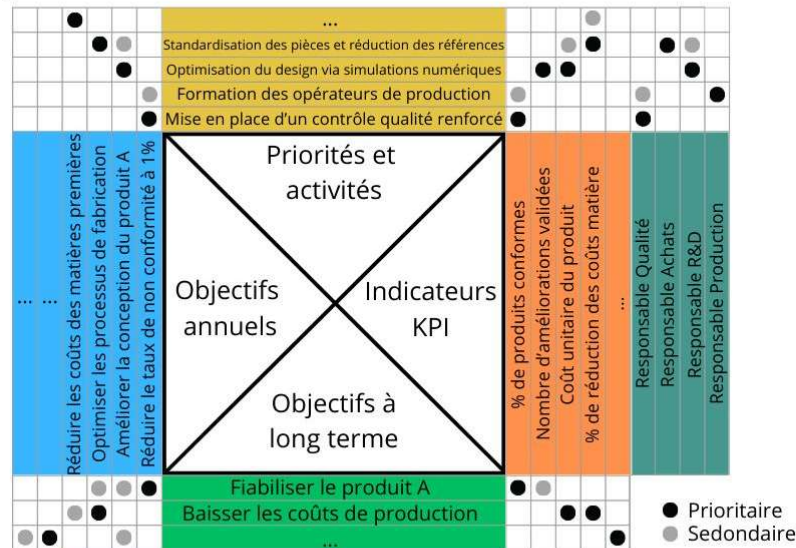 ...
Standardisation des pièces et réduction des références
Optimisation du design via simulations numériques
Formation des opérateurs de production
Mise en place d'un contrôle qualité renforcé
...
...
Réduire les coûts des matières premières
Optimiser les processus de fabrication
Améliorer la conception du produit A
Réduire le taux de non conformité à 1%
Priorités et
activités
Objectifs
annuels
Indicateurs
KPI
Objectifs à
long terme
% de produits conformes
Nombre d'améliorations validées
Coût unitaire du produit
% de réduction des coûts matière
...
Responsable Qualité
Responsable Achats
Responsable R&D
Responsable Production
Fiabiliser le produit A
Baisser les coûts de production
...
Prioritaire
Sedondaire